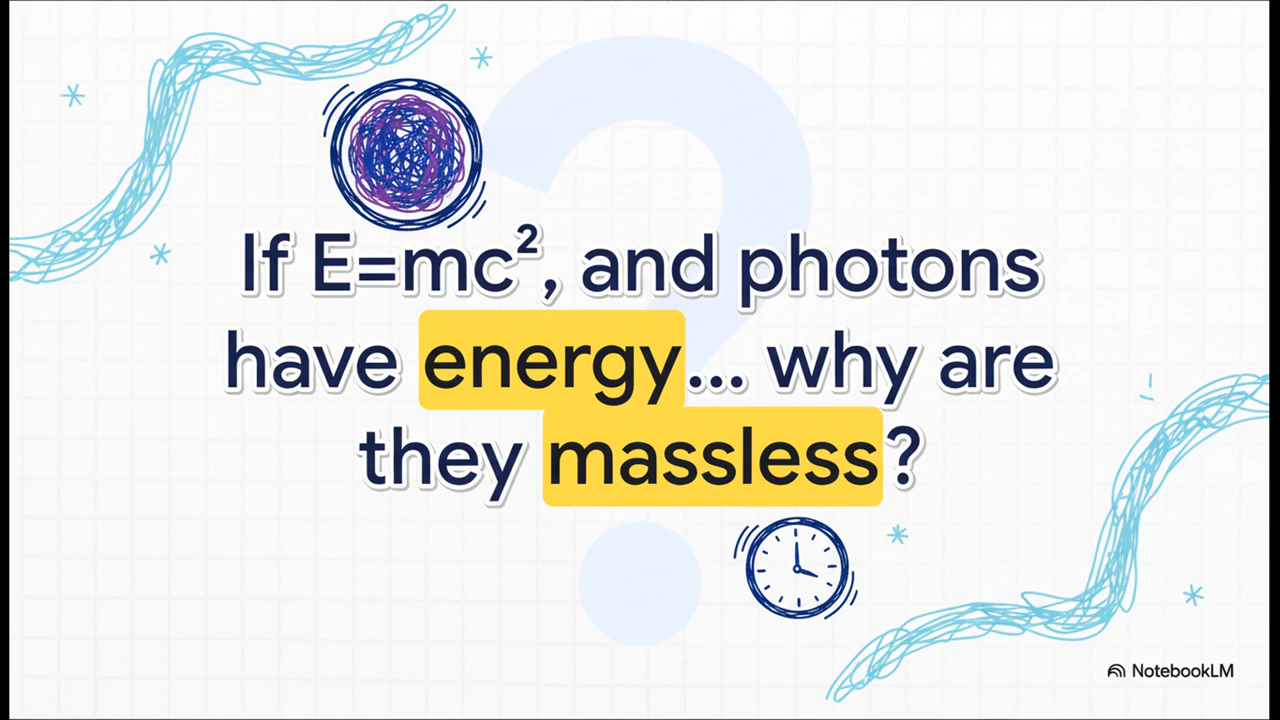 If E=mc², and photons
have energy... why are
they massless?
NotebookLM